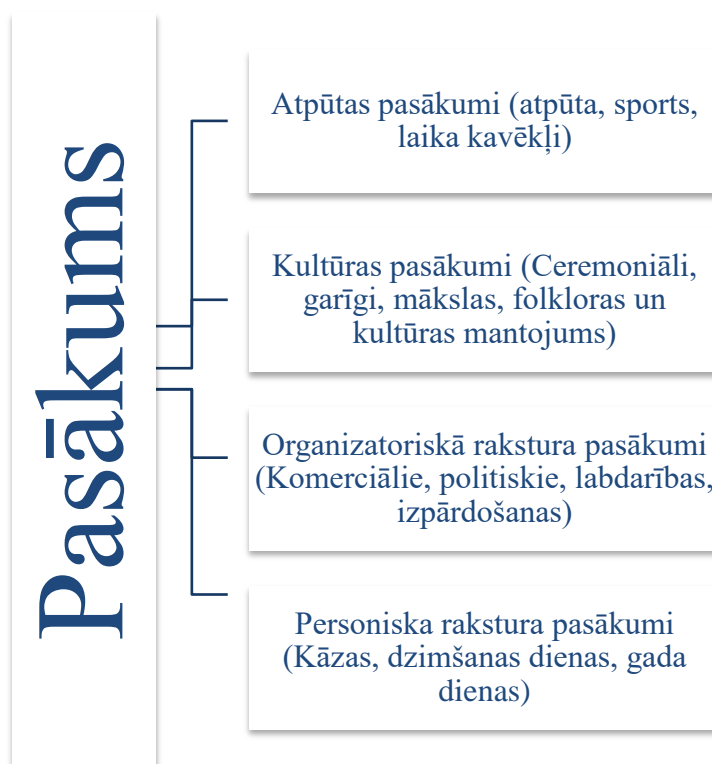 Pasākums
Atpūtas pasākumi (atpūta, sports,
laika kavēkļi)
Kultūras pasākumi (Ceremoniāli,
garīgi, mākslas, folkloras un
kultūras mantojums)
Organizatoriskā rakstura pasākumi
(Komerciālie, politiskie, labdarības,
izpārdošanas)
Personiska rakstura pasākumi
(Kāzas, dzimšanas dienas, gada
dienas)